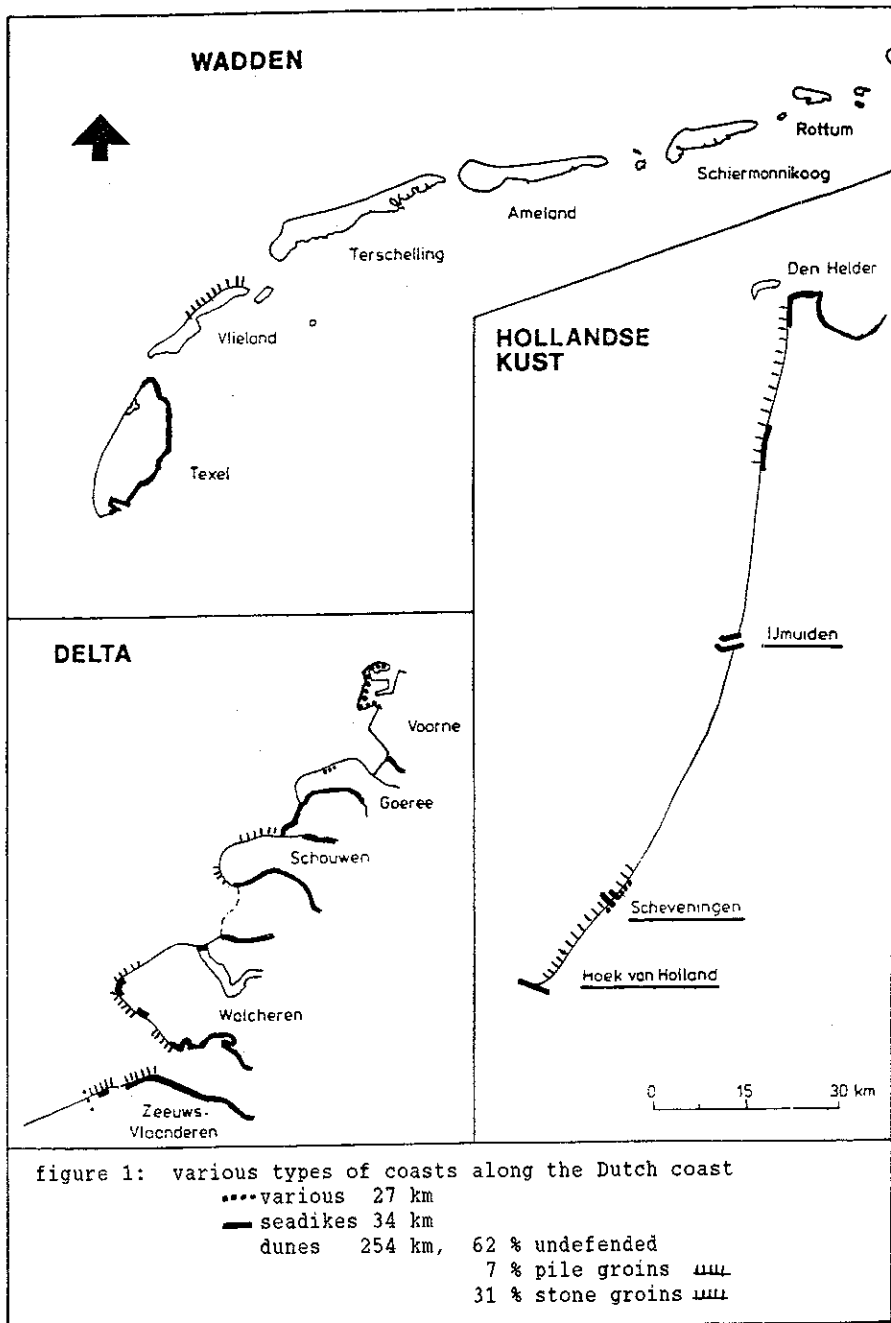 WADDEN
Rottum
Schiermonnikoog
Ameland
Terschelling
Vlieland
Texel
HOLLANDSE
KUST
Den Helder
IJmuiden
Scheveningen
Hoek van Holland
0 15 30 km
DELTA
Voorne
Goeree
Schouwen
Walcheren
Zeeuws-
Vlaanderen
figure 1: various types of coasts along the Dutch coast
various 27 km
seadikes 34 km
dunes 254 km, 62 % undefended
7 % pile groins
31 % stone groins